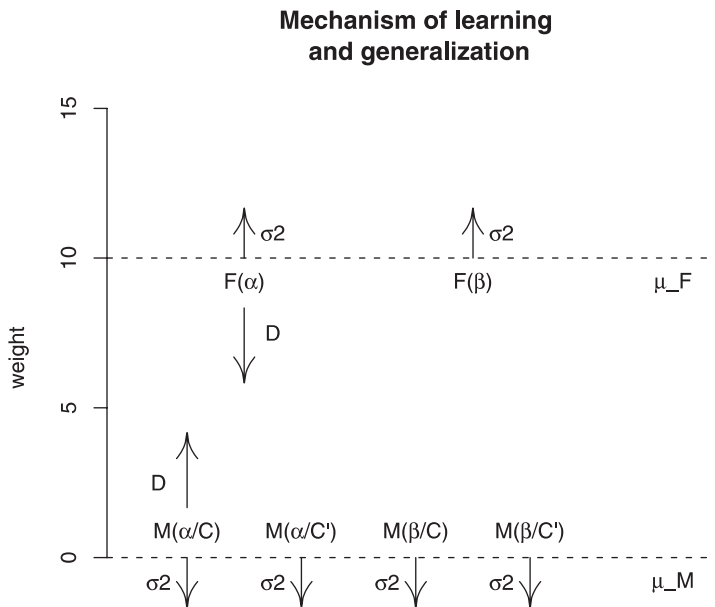 Mechanism of learning
and generalization
15
σ2 σ2
10
F(α) F(β) μ_F
D
weight
5
D
M(α/C) M(α/C') M(β/C) M(β/C')
0
σ2 σ2 σ2 σ2 μ_M